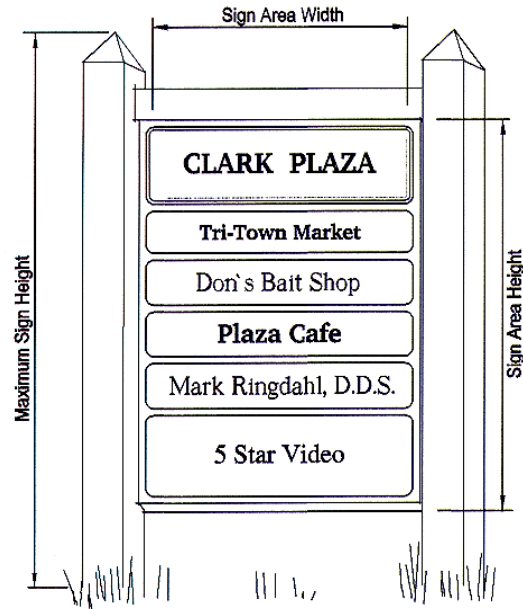 Sign Area Width
CLARK PLAZA
Tri-Town Market
Don`s Bait Shop
Plaza Cafe
Mark Ringdahl, D.D.S.
5 Star Video
Maximum Sign Height
Sign Area Height